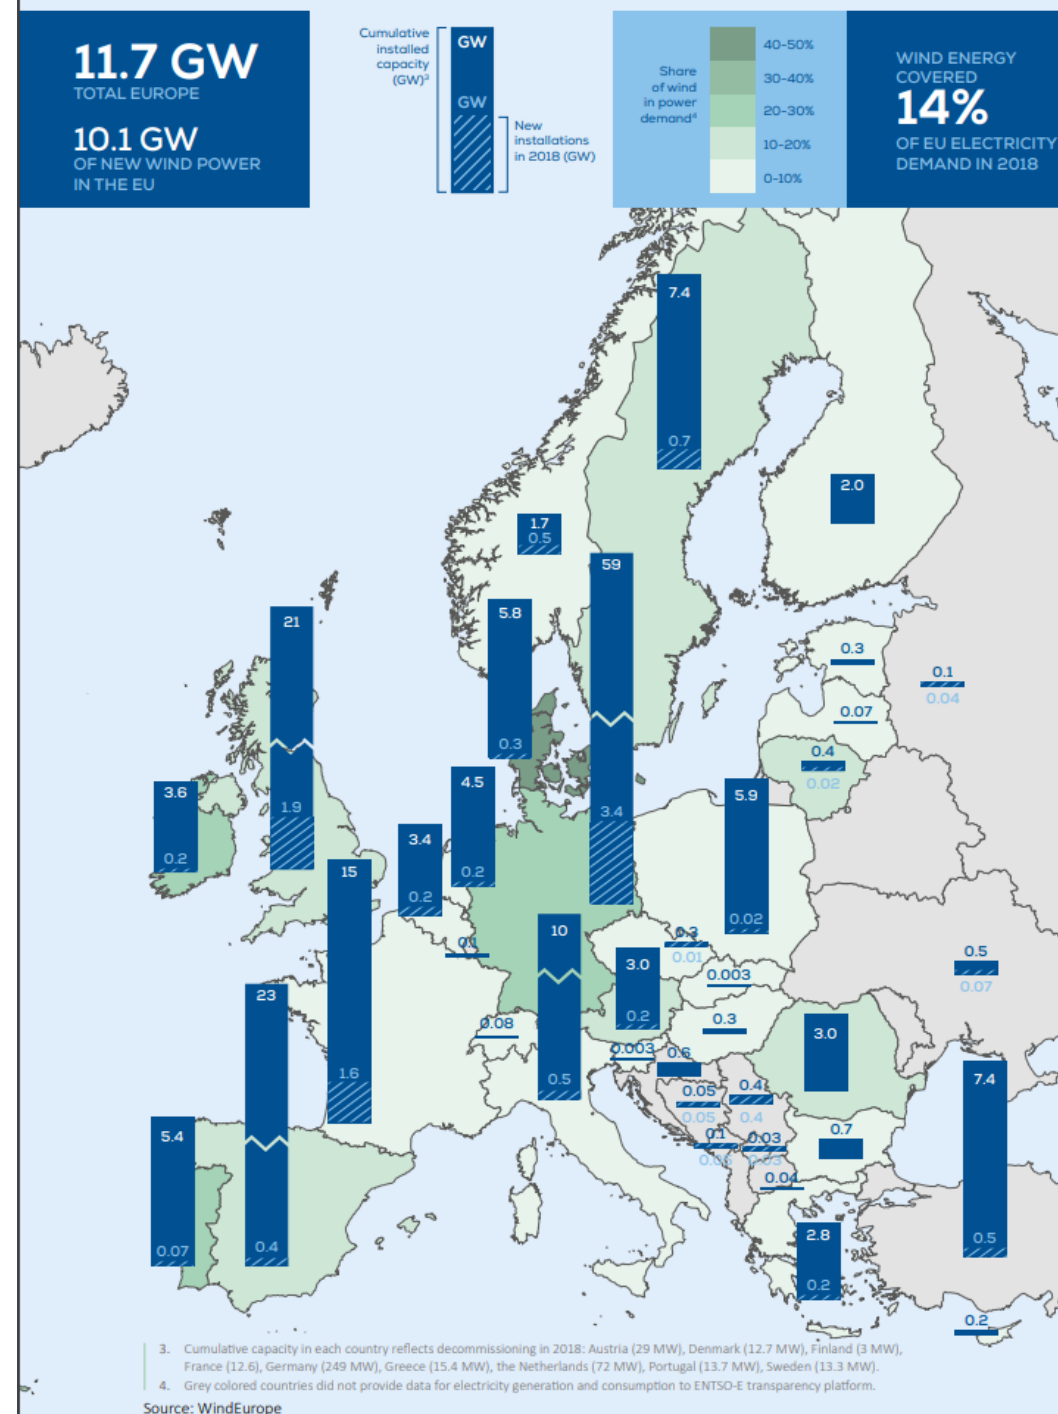 11.7 GW
TOTAL EUROPE
10.1 GW
OF NEW WIND POWER
IN THE EU
Cumulative
installed
capacity
(GW)³
GW
GW
New
installations
in 2018 (GW)
Share
of wind
in power
demand⁴
40-50%
30-40%
20-30%
10-20%
0-10%
WIND ENERGY
COVERED
14%
OF EU ELECTRICITY
DEMAND IN 2018
7.4
0.7
2.0
1.7
0.5
59
3.4
5.8
0.3
21
1.9
0.3
0.1
0.04
0.07
0.4
0.02
3.6
0.2
4.5
0.2
5.9
0.02
3.4
0.2
15
1.6
10
0.5
0.1
0.3
0.01
3.0
0.2
0.003
0.5
0.07
23
0.4
0.08
0.3
3.0
0.003
0.6
7.4
0.5
0.05
0.05
0.4
0.4
5.4
0.07
0.1
0.03
0.03
0.7
0.04
2.8
0.2
0.2
3. Cumulative capacity in each country reflects decommissioning in 2018: Austria (29 MW), Denmark (12.7 MW), Finland (3 MW),
France (12.6), Germany (249 MW), Greece (15.4 MW), the Netherlands (72 MW), Portugal (13.7 MW), Sweden (13.3 MW).
4. Grey colored countries did not provide data for electricity generation and consumption to ENTSO-E transparency platform.
Source: WindEurope